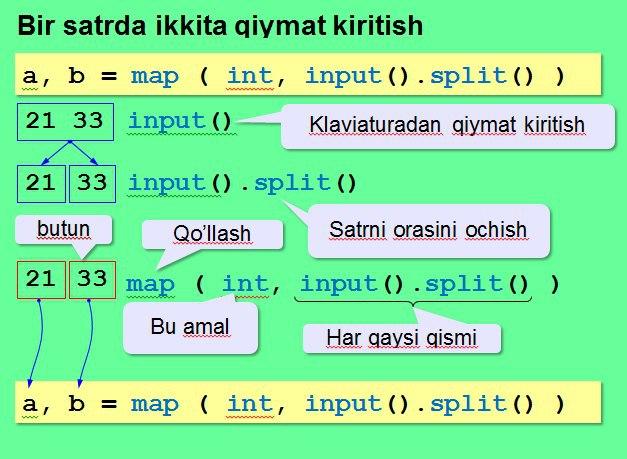 Bir satrda ikkita qiymat kiritish
a, b = map ( int, input().split() )
21 33 input()
Klaviaturadan qiymat kiritish
21 33 input().split()
Satrni orasini ochish
butun
Qo’llash
21 33 map ( int, input().split() )
Bu amal
Har qaysi qismi
a, b = map ( int, input().split() )